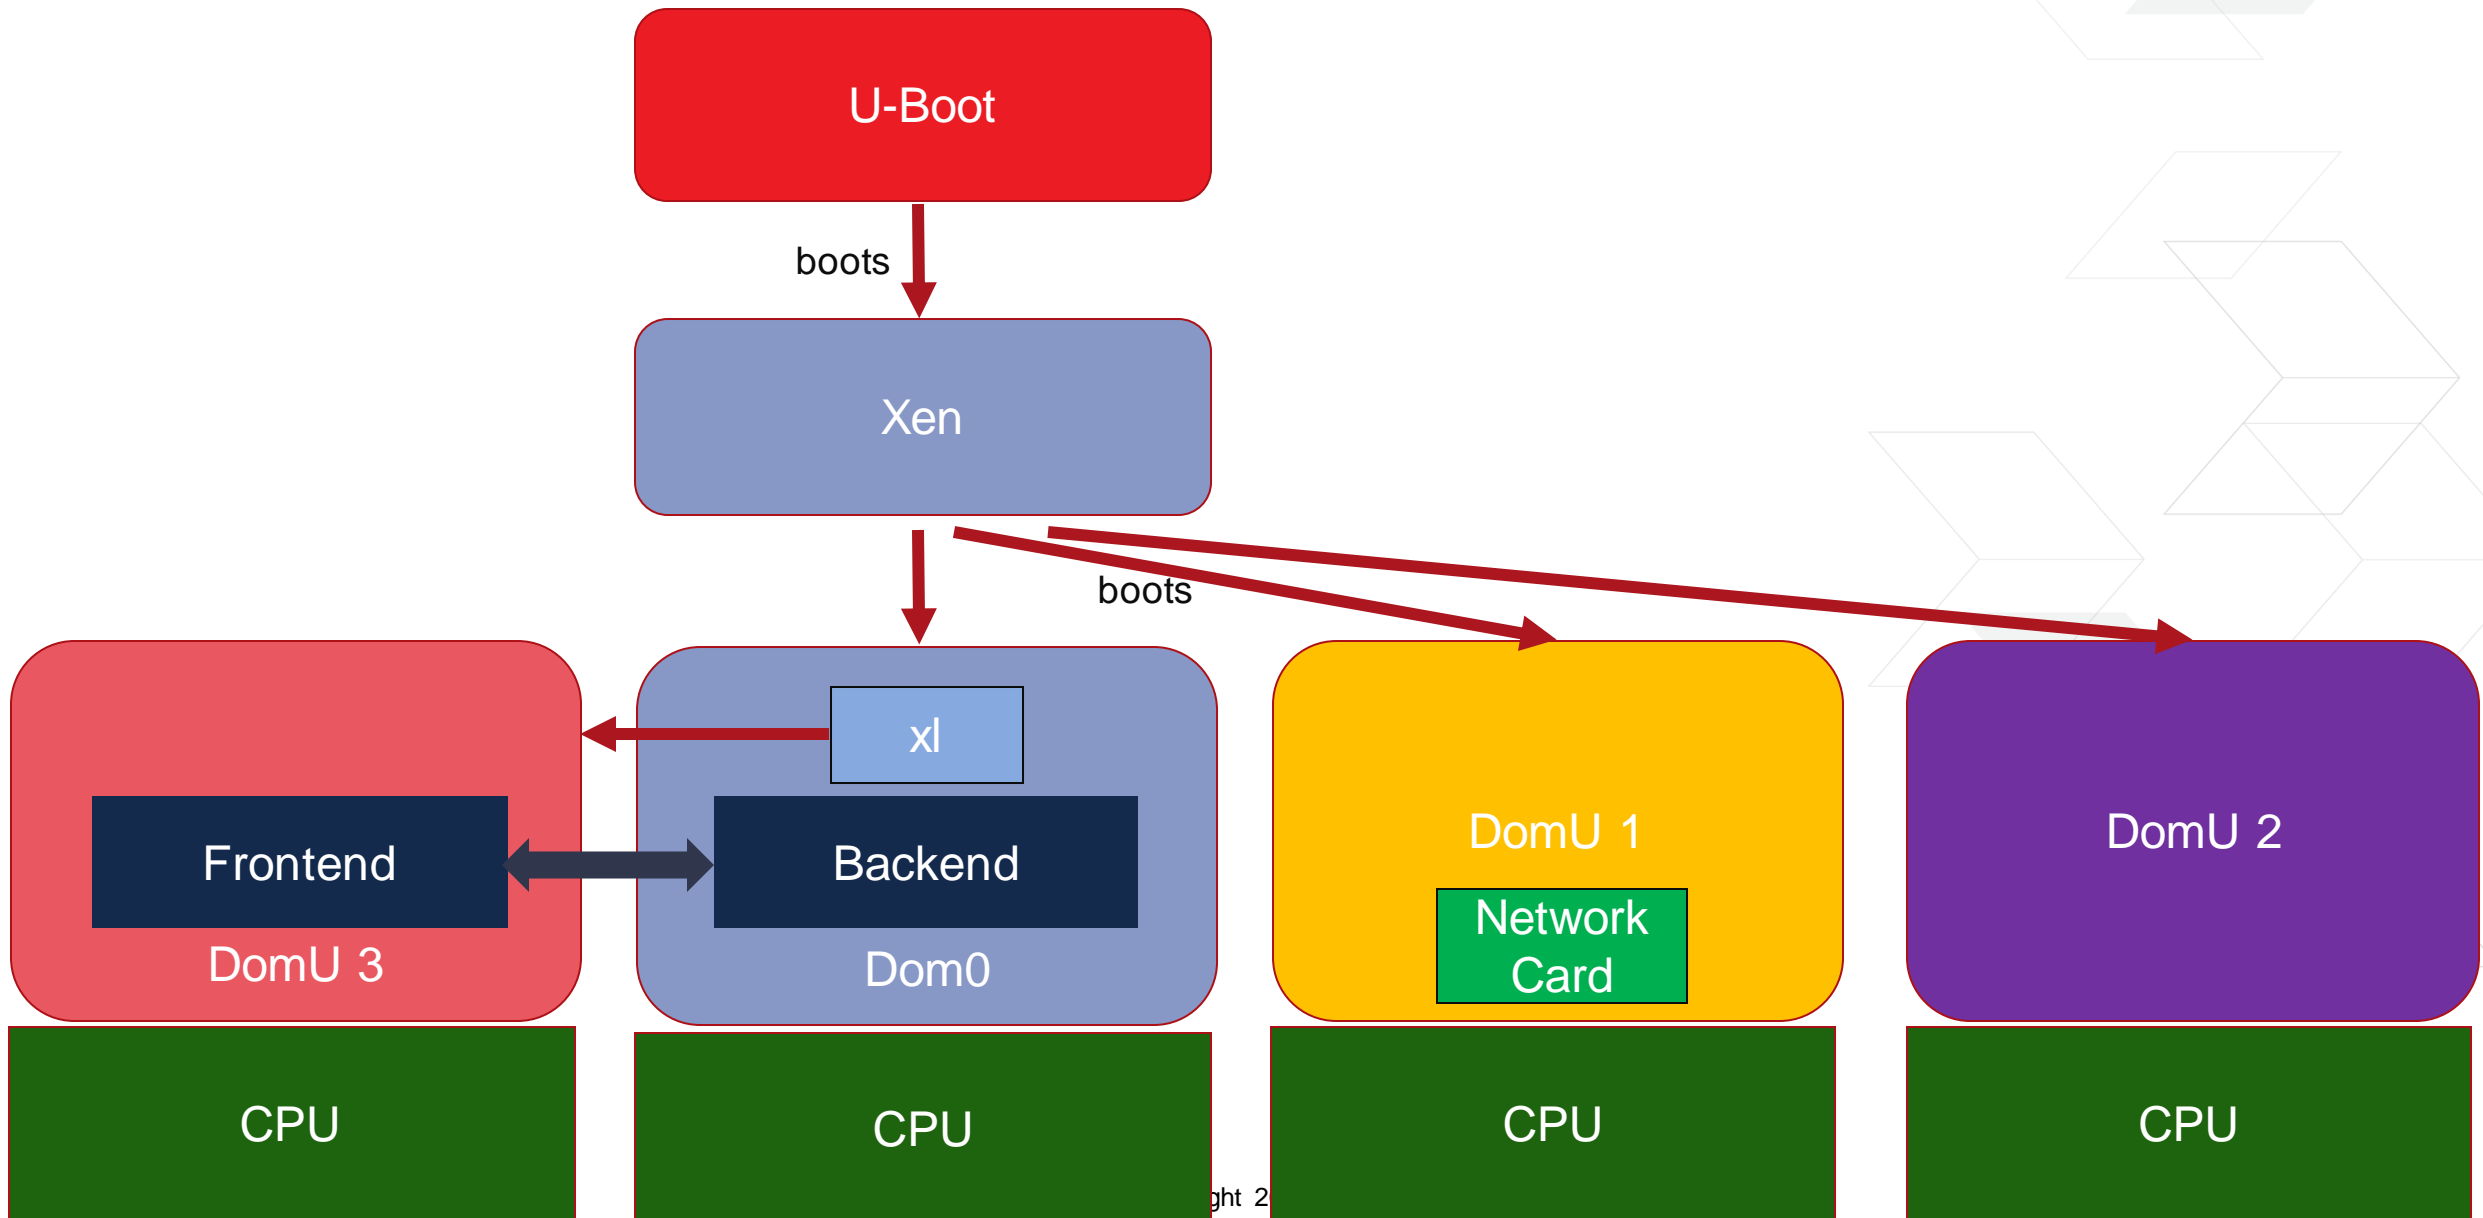 U-Boot
boots
Xen
boots
xl
Frontend
Backend
DomU 3
Dom0
DomU 1
Network
Card
DomU 2
CPU
CPU
CPU
CPU